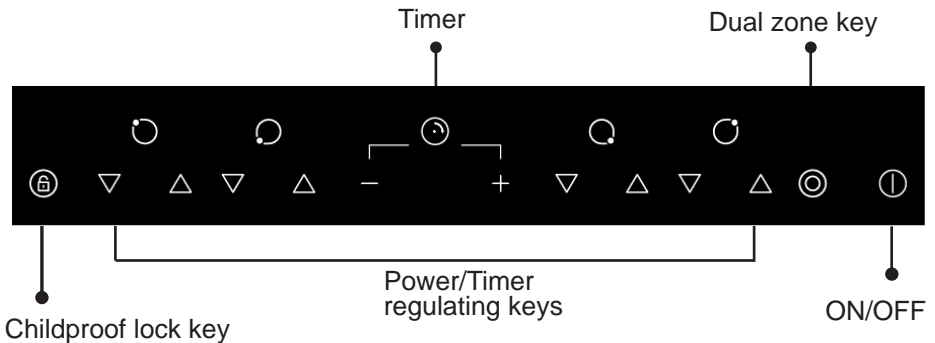 Timer
Dual zone key
− +
Power/Timer
regulating keys
ON/OFF
Childproof lock key